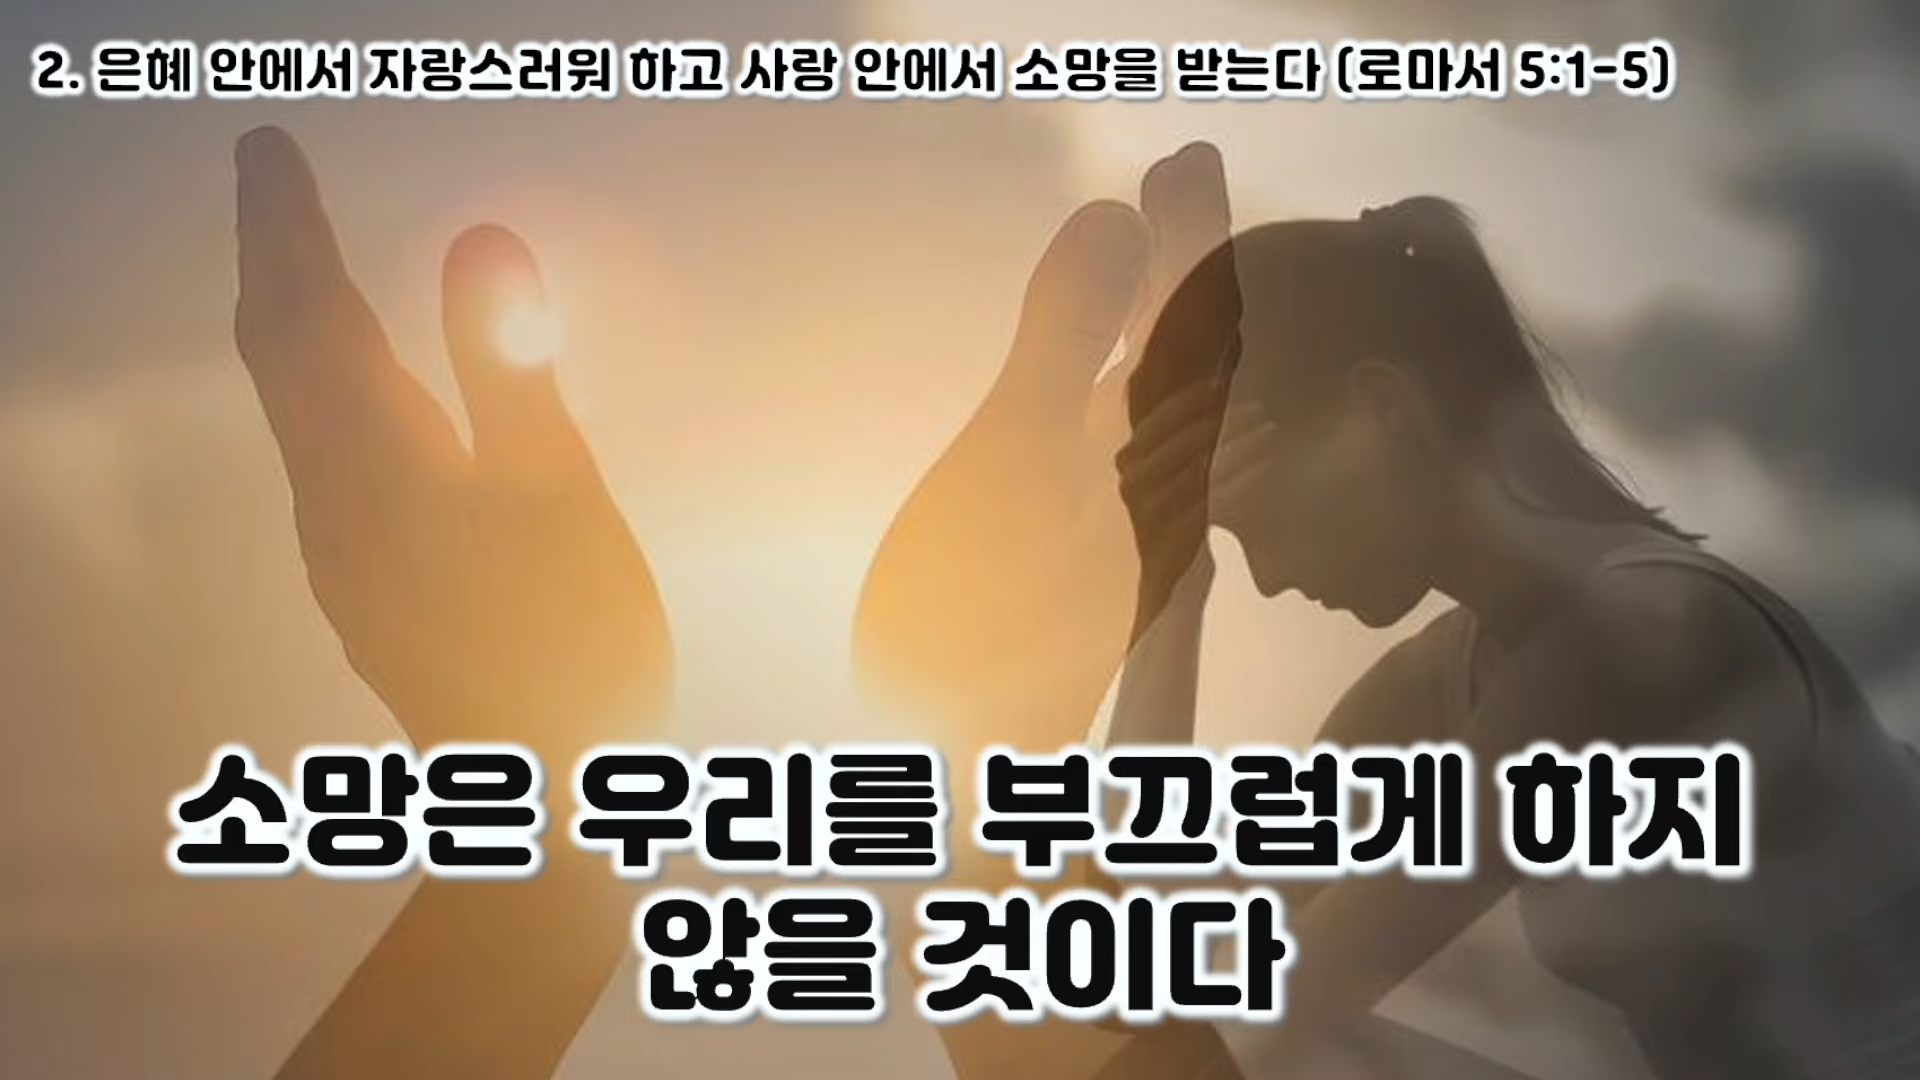 2. 은혜 안에서 자랑스러워 하고 사랑 안에서 소망을 받는다 (로마서 5:1-5)
소망은 우리를 부끄럽게 하지
않을 것이다